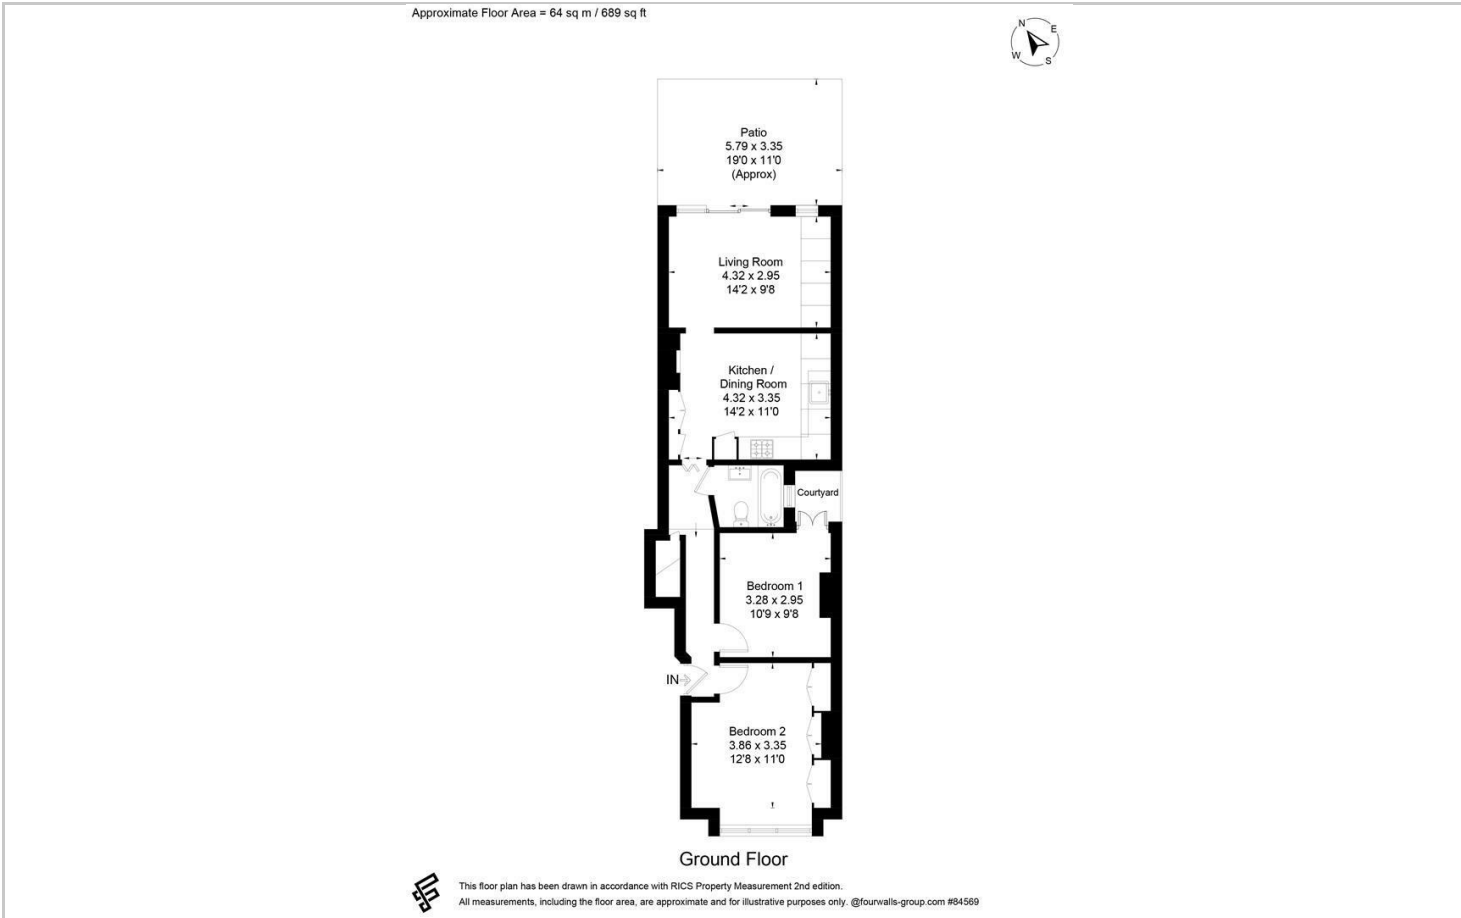 Approximate Floor Area = 64 sq m / 689 sq ft
N
E
W
S
Patio
5.79 x 3.35
19'0 x 11'0
(Approx)
Living Room
4.32 x 2.95
14'2 x 9'8
Kitchen /
Dining Room
4.32 x 3.35
14'2 x 11'0
Courtyard
Bedroom 1
3.28 x 2.95
10'9 x 9'8
IN
Bedroom 2
3.86 x 3.35
12'8 x 11'0
Ground Floor
This floor plan has been drawn in accordance with RICS Property Measurement 2nd edition.
All measurements, including the floor area, are approximate and for illustrative purposes only. @fourwalls-group.com #84569